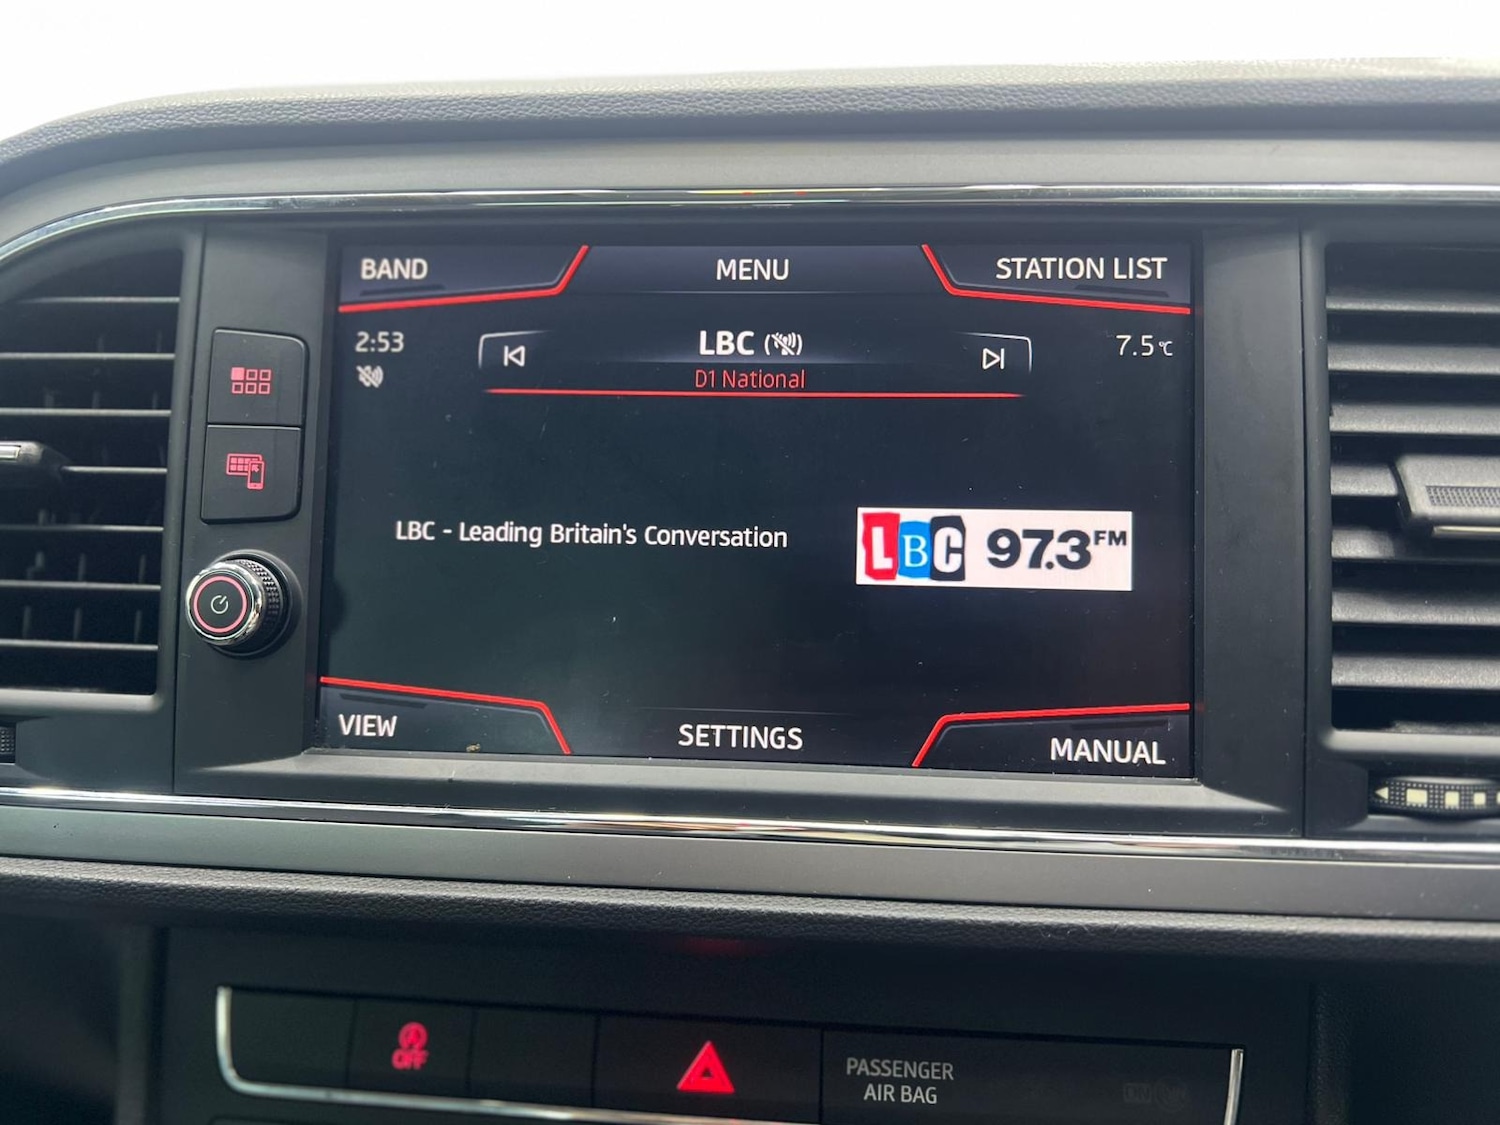 BAND
MENU
STATION LIST
2:53
LBC
7.5℃
D1 National
LBC - Leading Britain's Conversation
LBC 97.3FM
VIEW
SETTINGS
MANUAL
A
OFF
PASSENGER
AIR BAG
ON